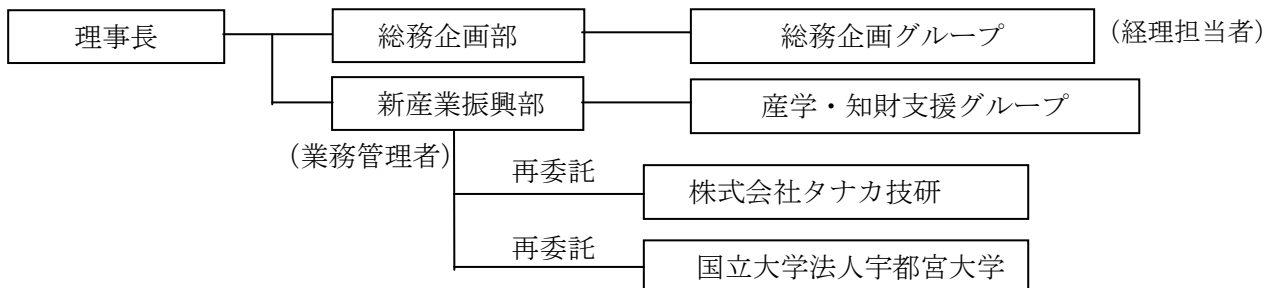 理事長
総務企画部
総務企画グループ
(経理担当者)
新産業振興部
産学・知財支援グループ
(業務管理者)
再委託
株式会社タナカ技研
再委託
国立大学法人宇都宮大学